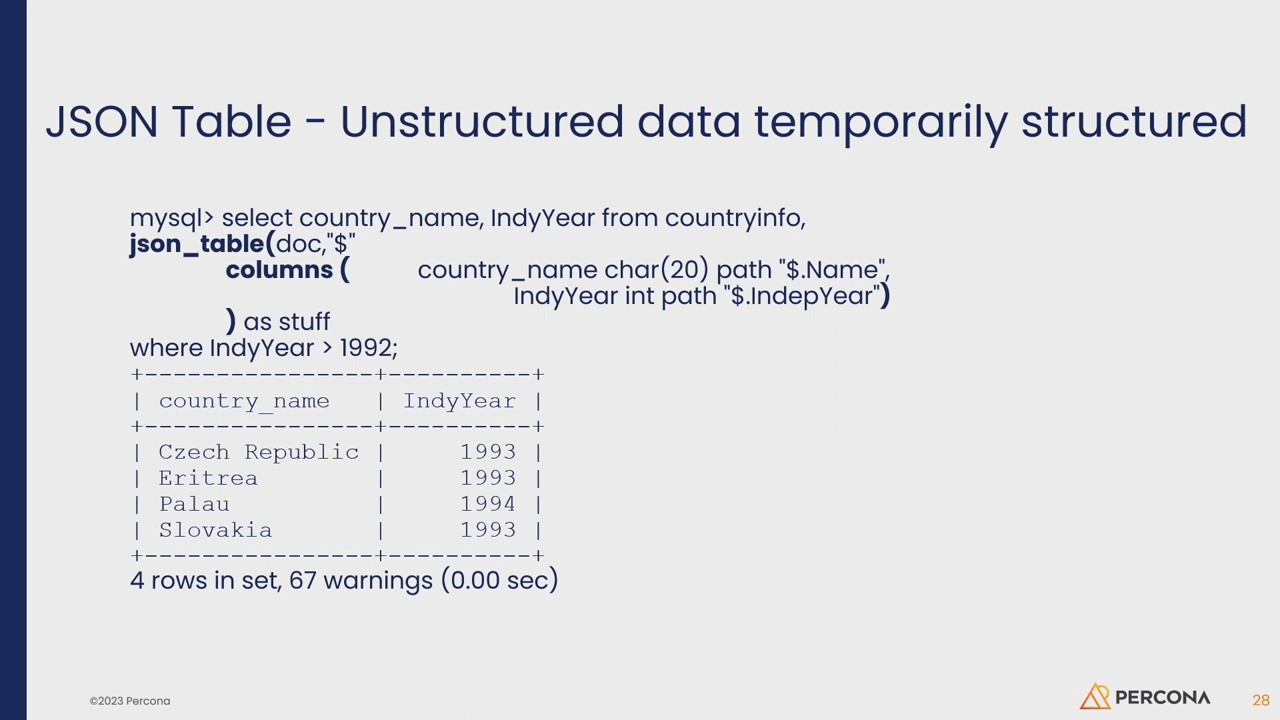 JSON Table - Unstructured data temporarily structured
mysql> select country_name, IndyYear from countryinfo,
json_table(doc,"$"
columns ( country_name char(20) path "$.Name",
IndyYear int path "$.IndepYear")
) as stuff
where IndyYear > 1992;
+----------------+----------+
| country_name   | IndyYear |
+----------------+----------+
| Czech Republic |     1993 |
| Eritrea        |     1993 |
| Palau          |     1994 |
| Slovakia       |     1993 |
+----------------+----------+
4 rows in set, 67 warnings (0.00 sec)
©2023 Percona
PERCONA
28